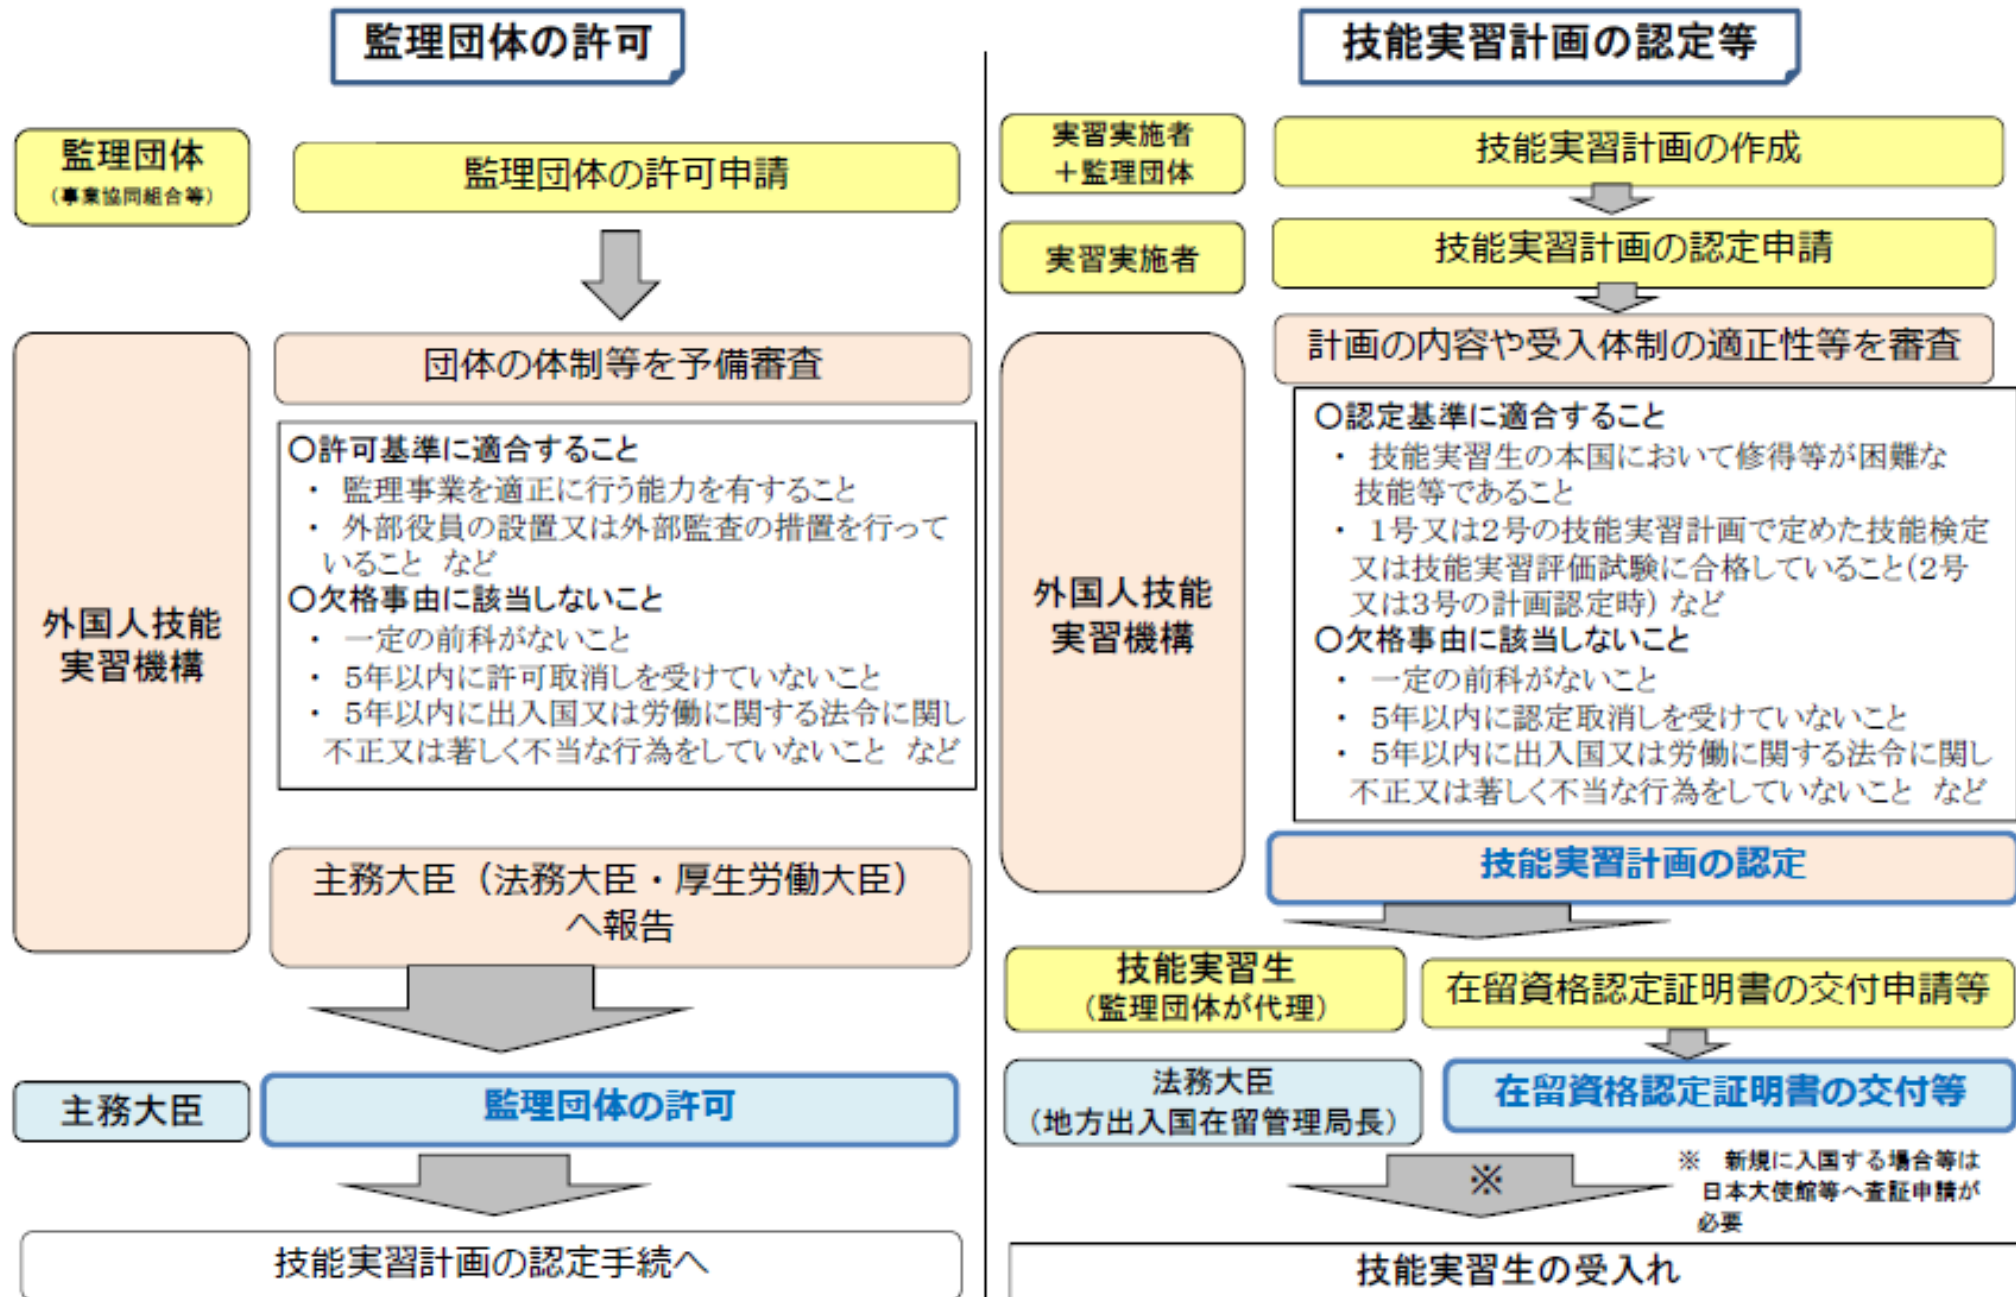 監理団体の許可
監理団体
(事業協同組合等)
監理団体の許可申請
外国人技能
実習機構
団体の体制等を予備審査
○許可基準に適合すること
・ 監理事業を適正に行う能力を有すること
・ 外部役員の設置又は外部監査の措置を行って
いること など
○欠格事由に該当しないこと
・ 一定の前科がないこと
・ 5年以内に許可取消しを受けていないこと
・ 5年以内に出入国又は労働に関する法令に関し
不正又は著しく不当な行為をしていないこと など
主務大臣（法務大臣・厚生労働大臣）
へ報告
主務大臣
監理団体の許可
技能実習計画の認定手続へ
技能実習計画の認定等
実習実施者
＋監理団体
技能実習計画の作成
実習実施者
技能実習計画の認定申請
外国人技能
実習機構
計画の内容や受入体制の適正性等を審査
○認定基準に適合すること
・ 技能実習生の本国において修得等が困難な
技能等であること
・ 1号又は2号の技能実習計画で定めた技能検定
又は技能実習評価試験に合格していること(2号
又は3号の計画認定時) など
○欠格事由に該当しないこと
・ 一定の前科がないこと
・ 5年以内に認定取消しを受けていないこと
・ 5年以内に出入国又は労働に関する法令に関し
不正又は著しく不当な行為をしていないこと など
技能実習計画の認定
技能実習生
（監理団体が代理）
在留資格認定証明書の交付申請等
法務大臣
（地方出入国在留管理局長）
在留資格認定証明書の交付等
※
※ 新規に入国する場合等は
日本大使館等へ査証申請が
必要
技能実習生の受入れ